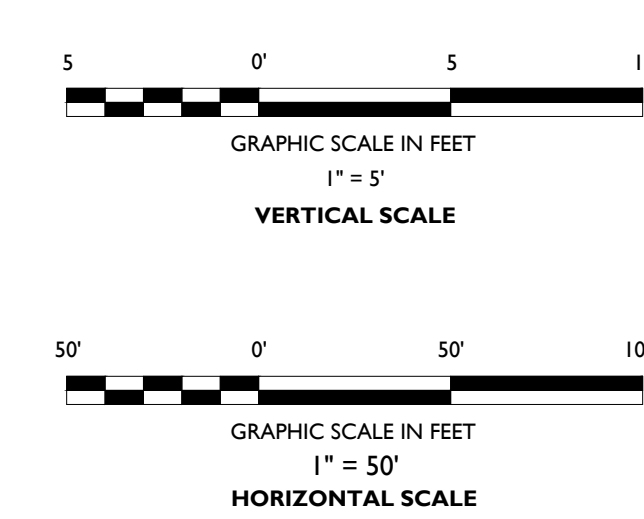 5 0' 5 1
GRAPHIC SCALE IN FEET
1" = 5'
VERTICAL SCALE
50' 0' 50' 10
GRAPHIC SCALE IN FEET
1" = 50'
HORIZONTAL SCALE